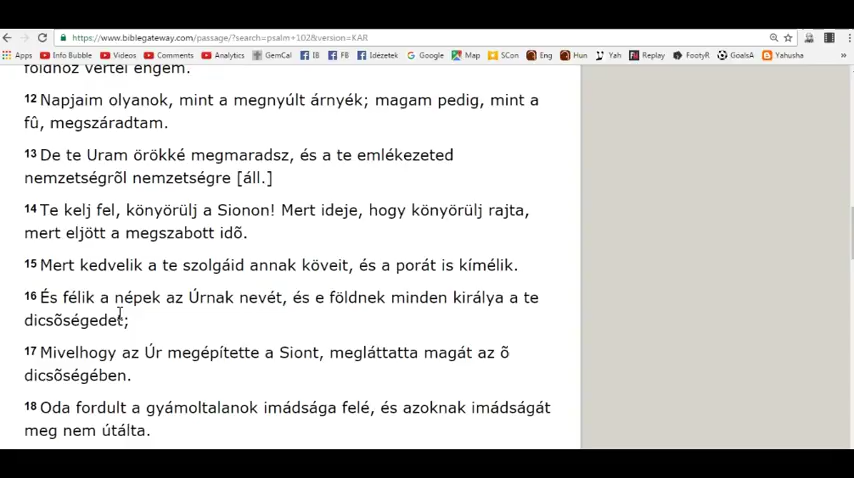 https://www.biblegateway.com/passage/?search=psalm+102&version=KAR
Apps Info Bubble Videos Comments Analytics GemCal IB FB Idézetek Google Map SCon Eng Hun Yah Replay FootyR GoalsA Yahusha
földhöz vertél engem.
12 Napjaim olyanok, mint a megnyúlt árnyék; magam pedig, mint a
fû, megszáradtam.
13 De te Uram örökké megmaradsz, és a te emlékezeted
nemzetségrõl nemzetségre [áll.]
14 Te kelj fel, könyörülj a Sionon! Mert ideje, hogy könyörülj rajta,
mert eljött a megszabott idõ.
15 Mert kedvelik a te szolgáid annak köveit, és a porát is kímélik.
16 És félik a népek az Úrnak nevét, és e földnek minden királya a te
dicsõségedet;
17 Mivelhogy az Úr megépítette a Siont, megláttatta magát az õ
dicsõségében.
18 Oda fordult a gyámoltalanok imádsága felé, és azoknak imádságát
meg nem útálta.